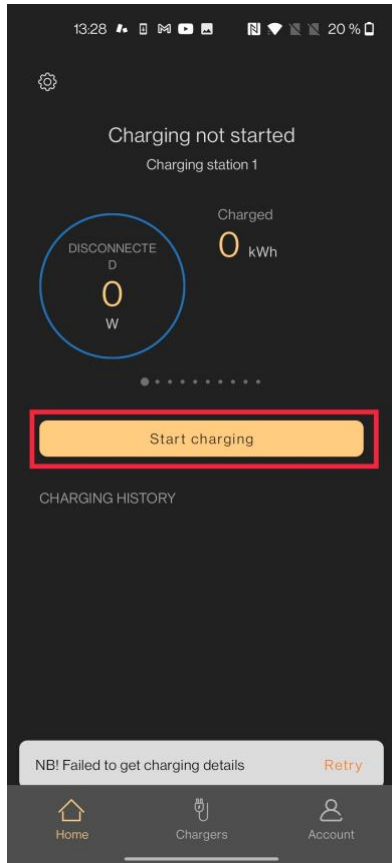 13:28 20 %
Charging not started
Charging station 1
Charged
0 kWh
DISCONNECTE
D
0
W
Start charging
CHARGING HISTORY
NB! Failed to get charging details Retry
Home Chargers Account